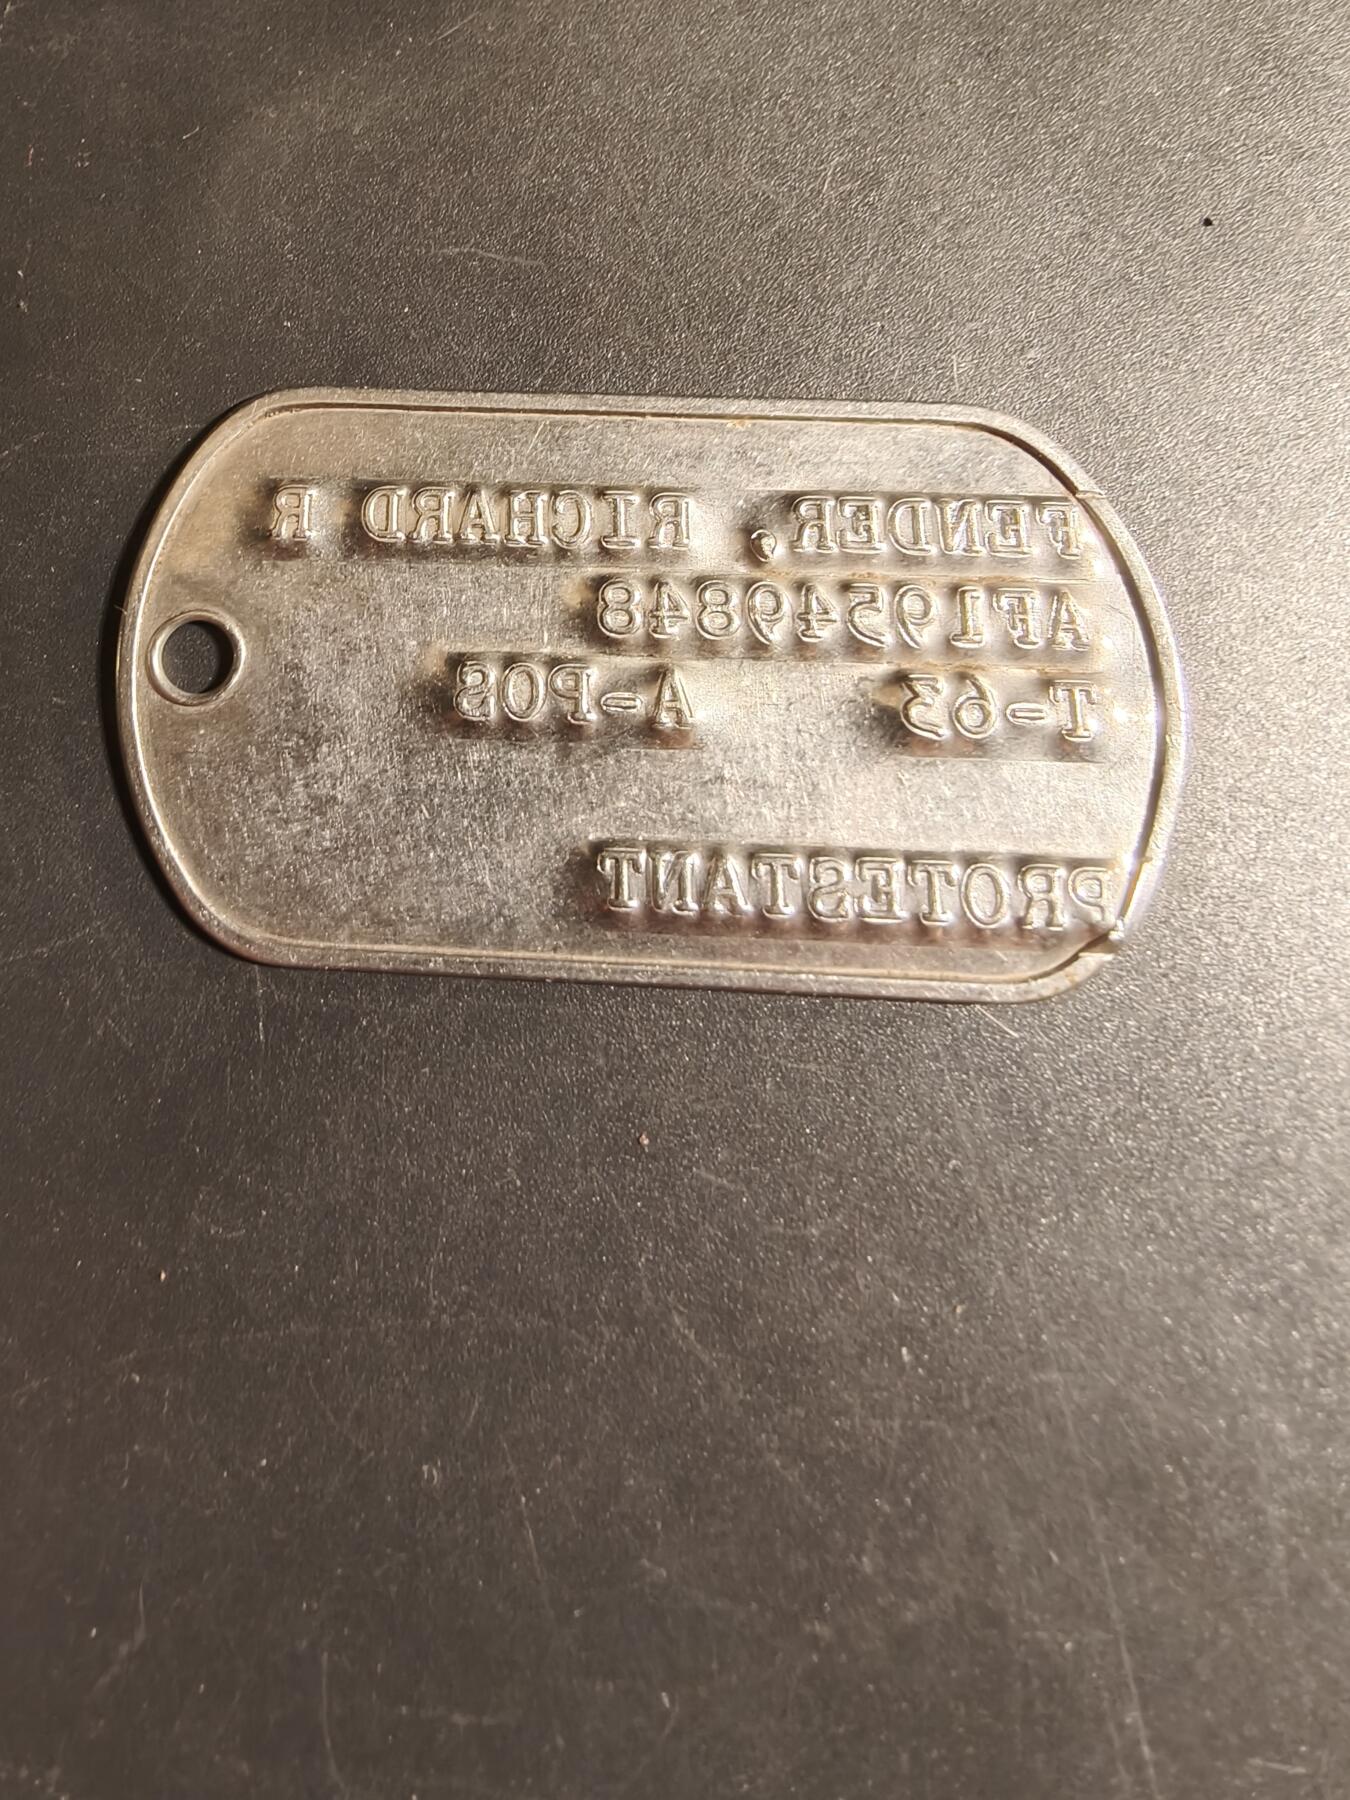 FENDER, RICHARD R
AF19549848
T-63 A-POS
PROTESTANT